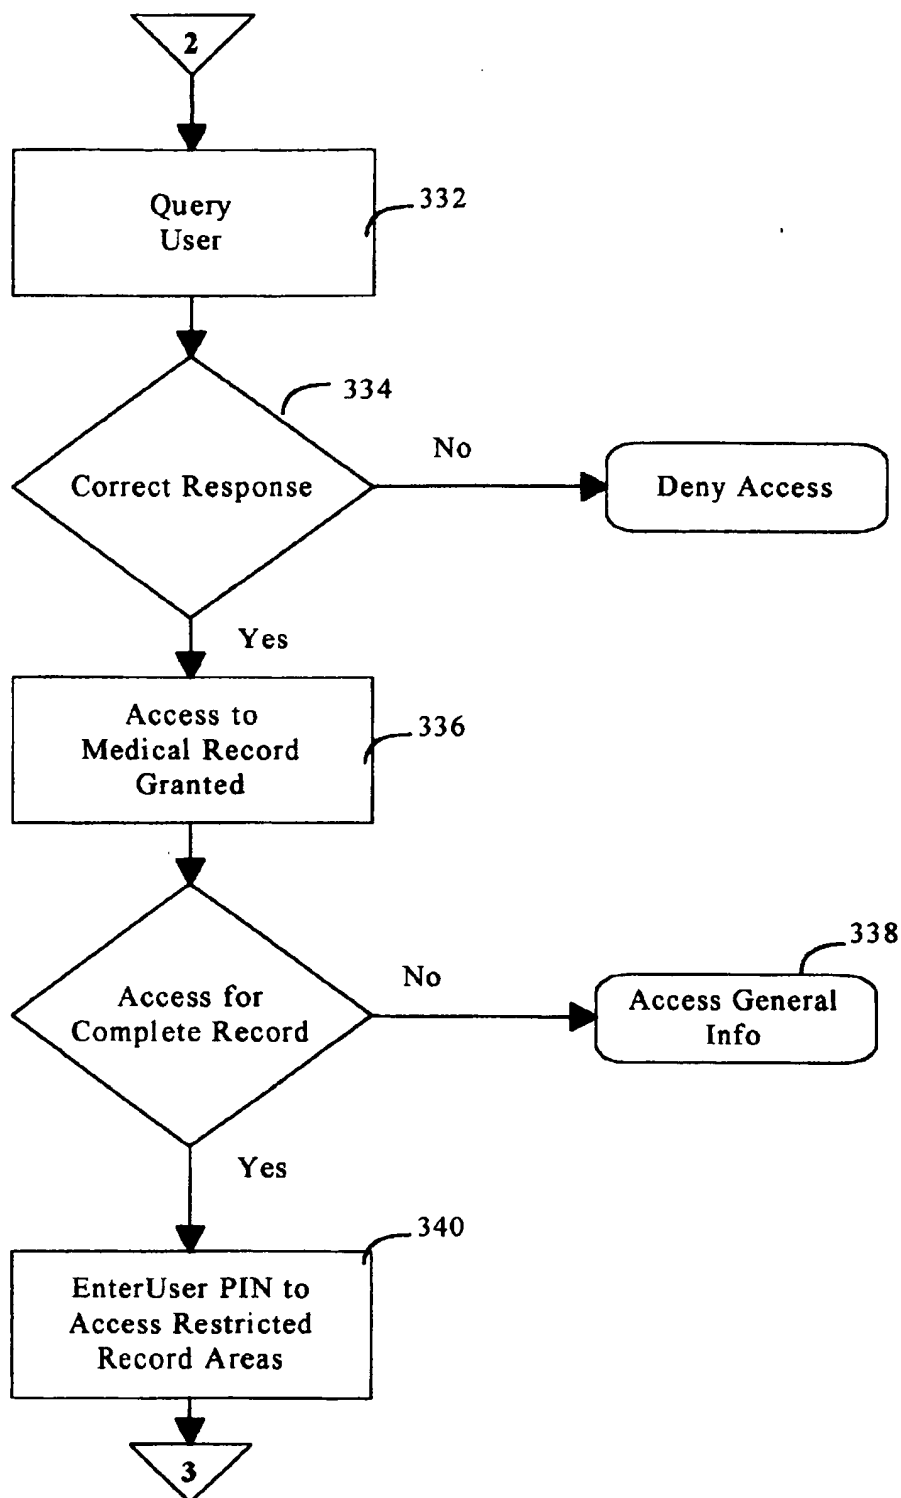 2
Query
User
332
334
Correct Response
No
Deny Access
Yes
Access to
Medical Record
Granted
336
Access for
Complete Record
No
338
Access General
Info
Yes
340
EnterUser PIN to
Access Restricted
Record Areas
3